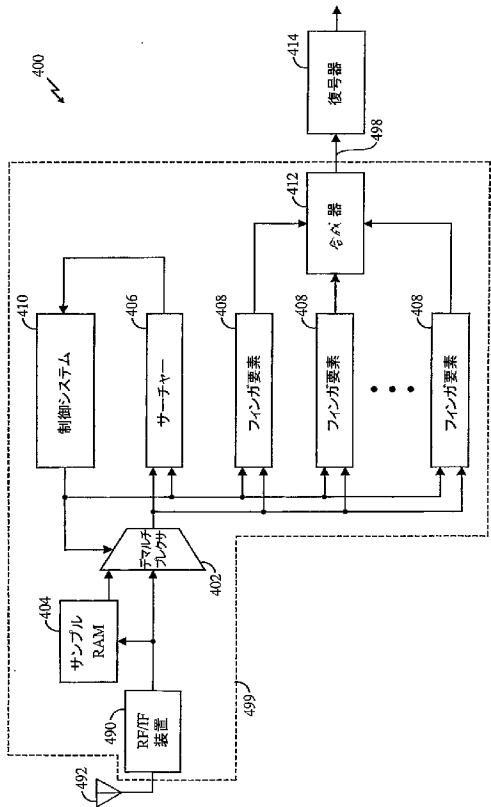 400
492
490
RF/IF
装置
404
サンプル
RAM
402
デマルチ
プレクサ
410
制御システム
406
サーチャー
408
フィンガ要素
408
フィンガ要素
408
フィンガ要素
412
合成器
498
414
復号器
499